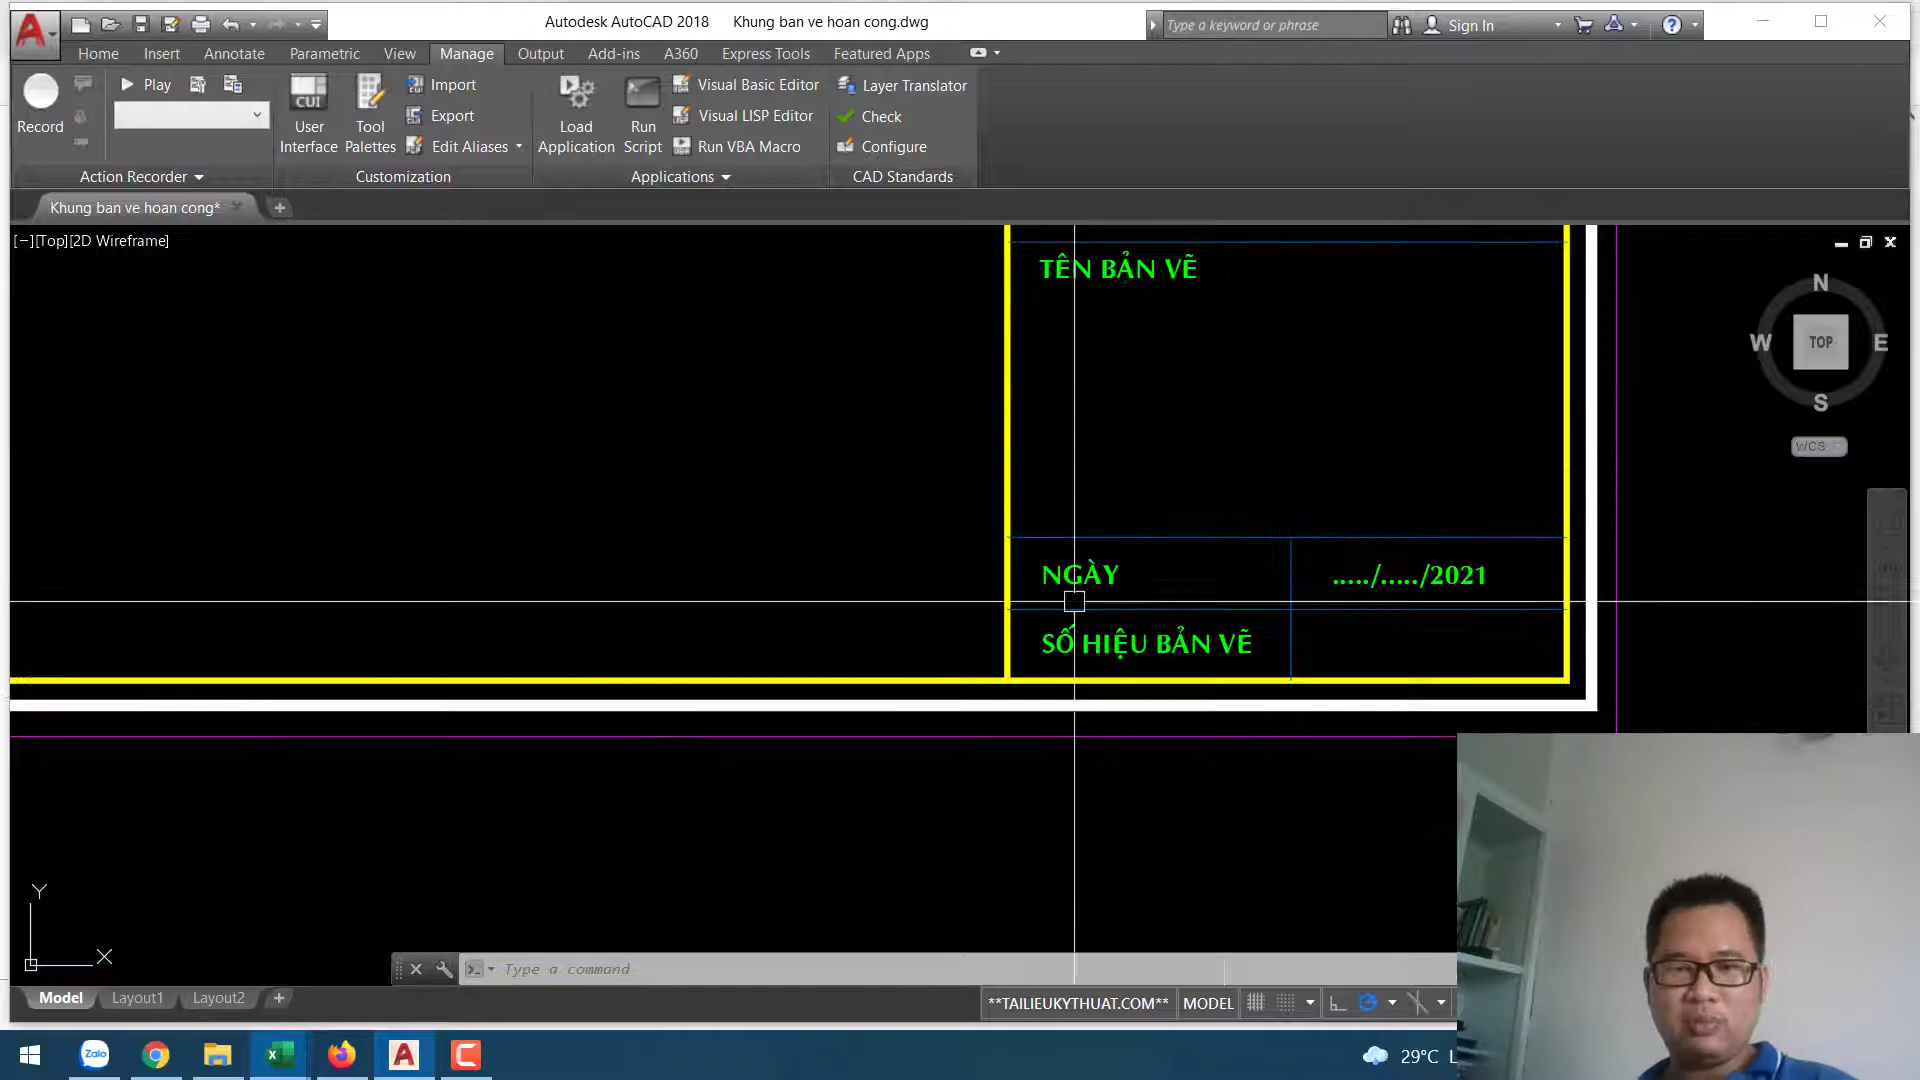 Autodesk AutoCAD 2018 Khung ban ve hoan cong.dwg
Type a keyword or phrase
Sign In
Home Insert Annotate Parametric View Manage Output Add-ins A360 Express Tools Featured Apps
Record
Play
CUI
User Interface
Tool Palettes
Import
Export
Edit Aliases
Load Application
Run Script
Visual Basic Editor
Visual LISP Editor
Run VBA Macro
Layer Translator
Check
Configure
Action Recorder
Customization
Applications
CAD Standards
Khung ban ve hoan cong*
[−][Top][2D Wireframe]
TÊN BẢN VẼ
N
W TOP E
S
WCS
NGÀY ...../...../2021
SỐ HIỆU BẢN VẼ
Y
X
Type a command
Model Layout1 Layout2
**TAILIEUKYTHUAT.COM** MODEL
Zalo
29°C